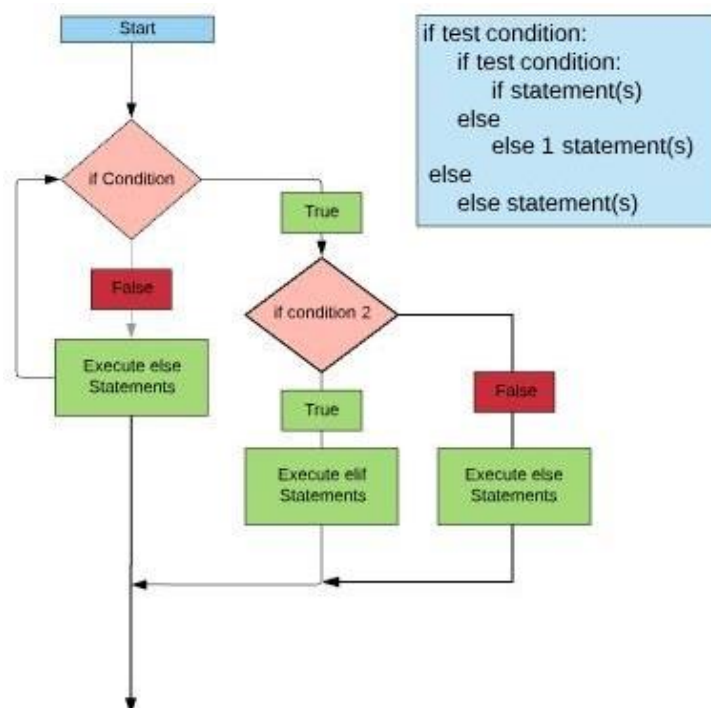 Start
if test condition:
if test condition:
if statement(s)
else
else 1 statement(s)
else
else statement(s)
if Condition
True
False
if condition 2
Execute else
Statements
True
False
Execute elif
Statements
Execute else
Statements